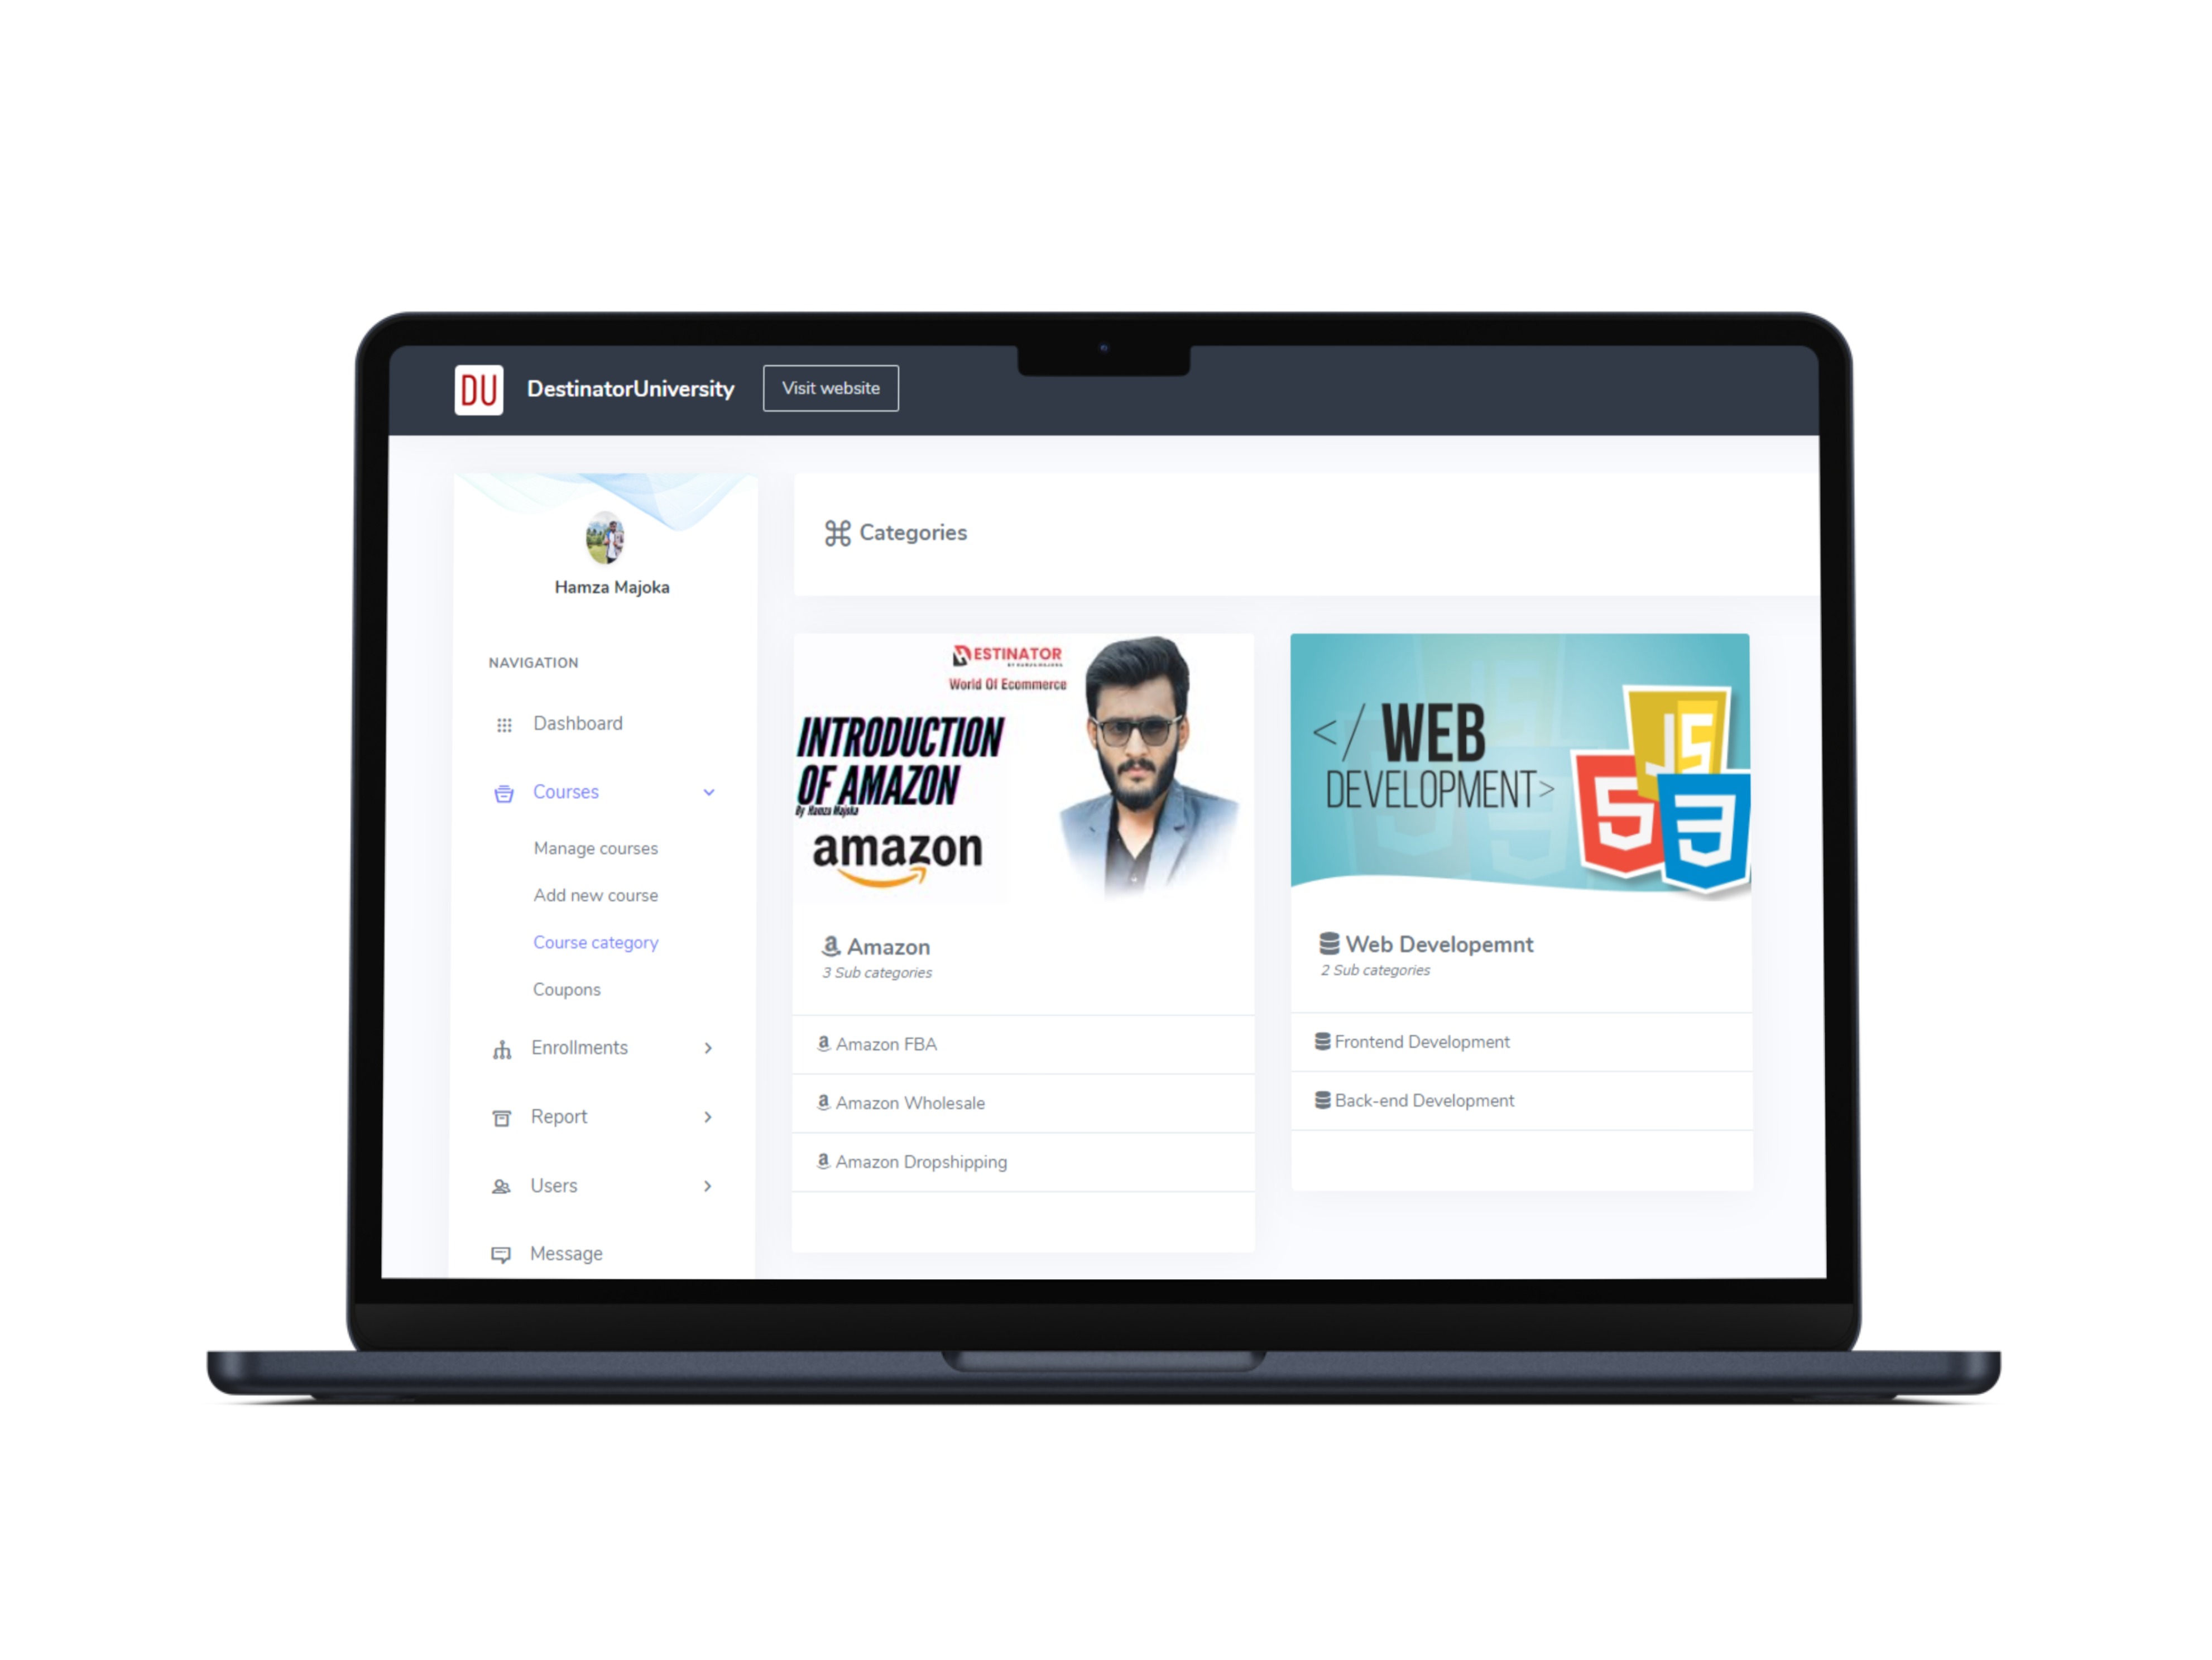 DU DestinatorUniversity Visit website
Hamza Majoka
NAVIGATION
Dashboard
Courses
Manage courses
Add new course
Course category
Coupons
Enrollments
Report
Users
Message
Categories
DESTINATOR
BY HAMZA MAJOKA
World Of Ecommerce
INTRODUCTION
OF AMAZON
By Hamza Majoka
amazon
Amazon
3 Sub categories
Amazon FBA
Amazon Wholesale
Amazon Dropshipping
</ WEB
DEVELOPMENT>
JS
5
3
Web Developemnt
2 Sub categories
Frontend Development
Back-end Development